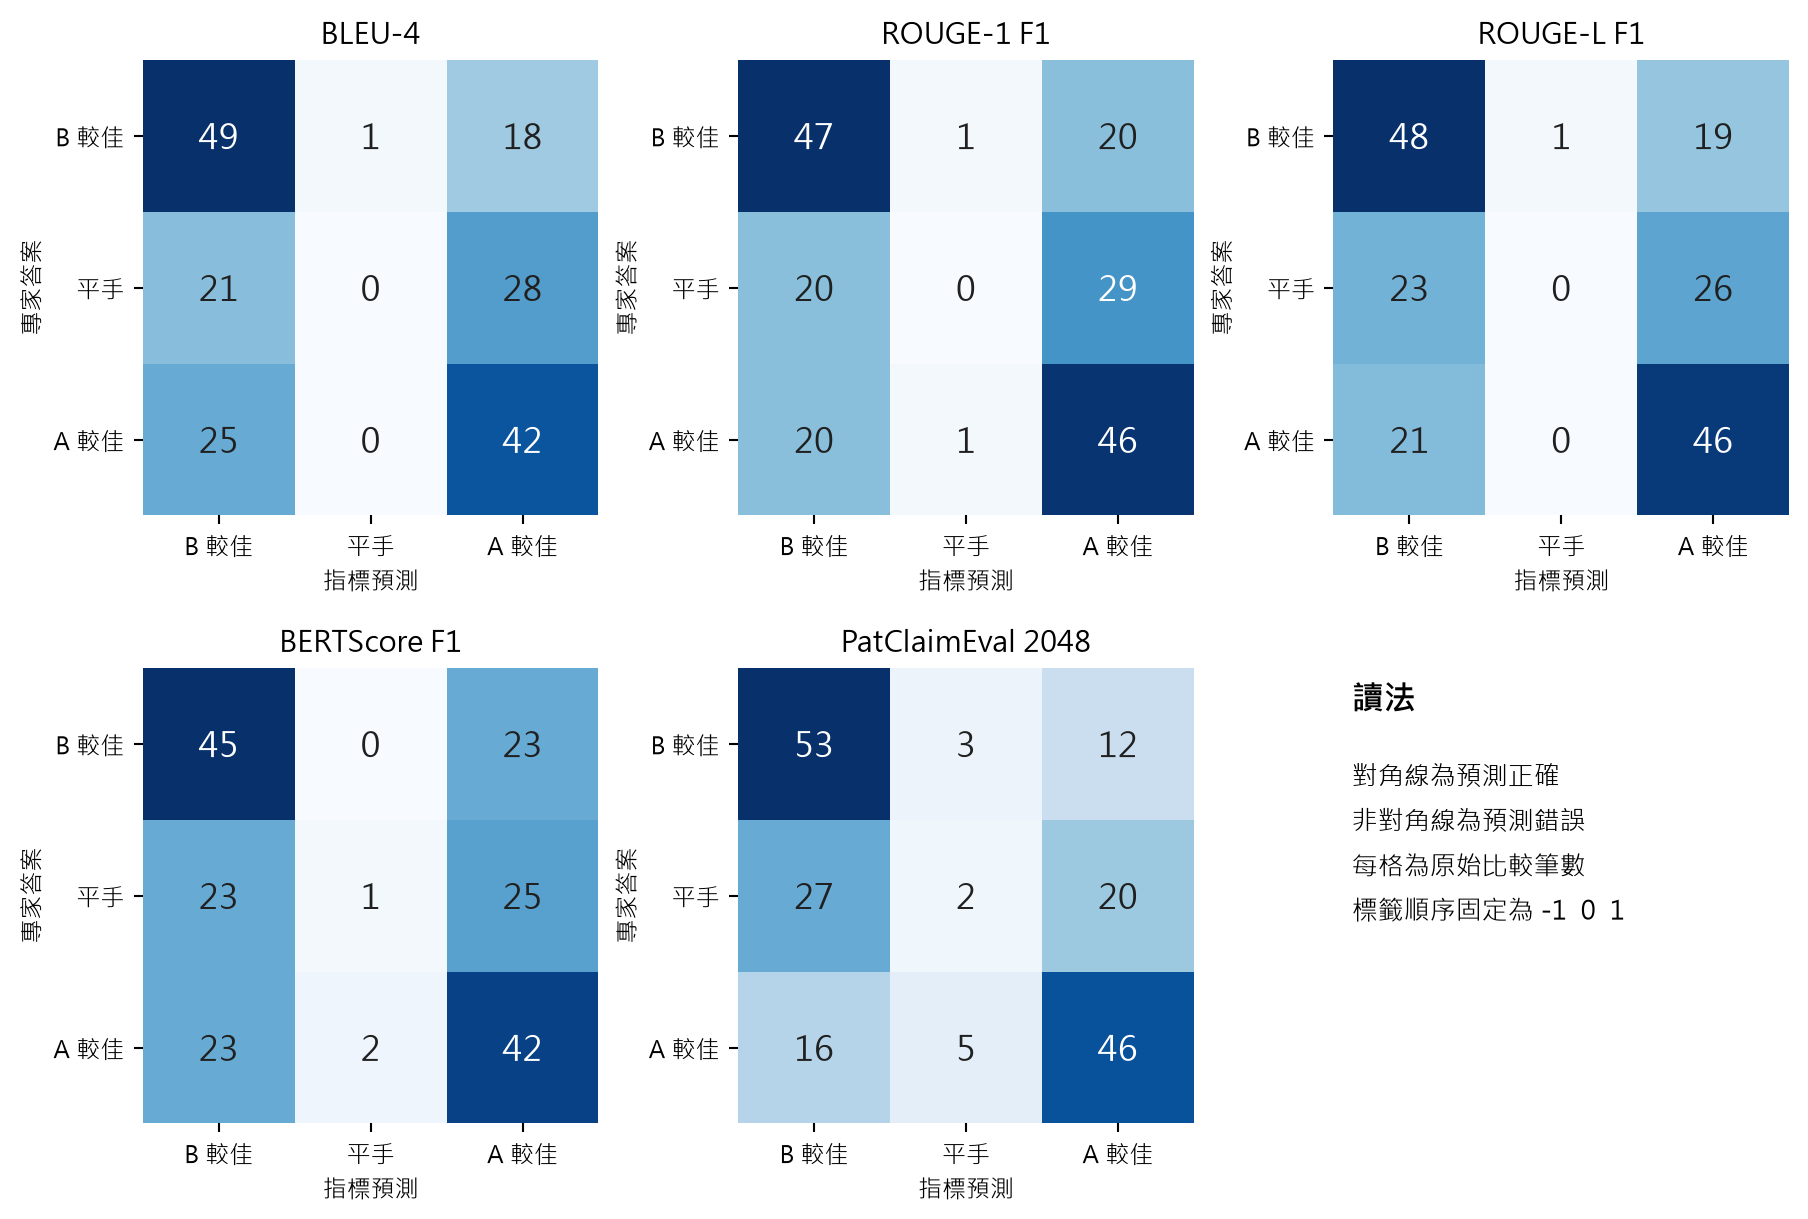 BLEU-4
B 較佳 49 1 18
平手 21 0 28
A 較佳 25 0 42
B 較佳 平手 A 較佳
指標預測
專家答案
ROUGE-1 F1
B 較佳 47 1 20
平手 20 0 29
A 較佳 20 1 46
B 較佳 平手 A 較佳
指標預測
專家答案
ROUGE-L F1
B 較佳 48 1 19
平手 23 0 26
A 較佳 21 0 46
B 較佳 平手 A 較佳
指標預測
專家答案
BERTScore F1
B 較佳 45 0 23
平手 23 1 25
A 較佳 23 2 42
B 較佳 平手 A 較佳
指標預測
專家答案
PatClaimEval 2048
B 較佳 53 3 12
平手 27 2 20
A 較佳 16 5 46
B 較佳 平手 A 較佳
指標預測
專家答案
讀法
對角線為預測正確
非對角線為預測錯誤
每格為原始比較筆數
標籤順序固定為 -1 0 1